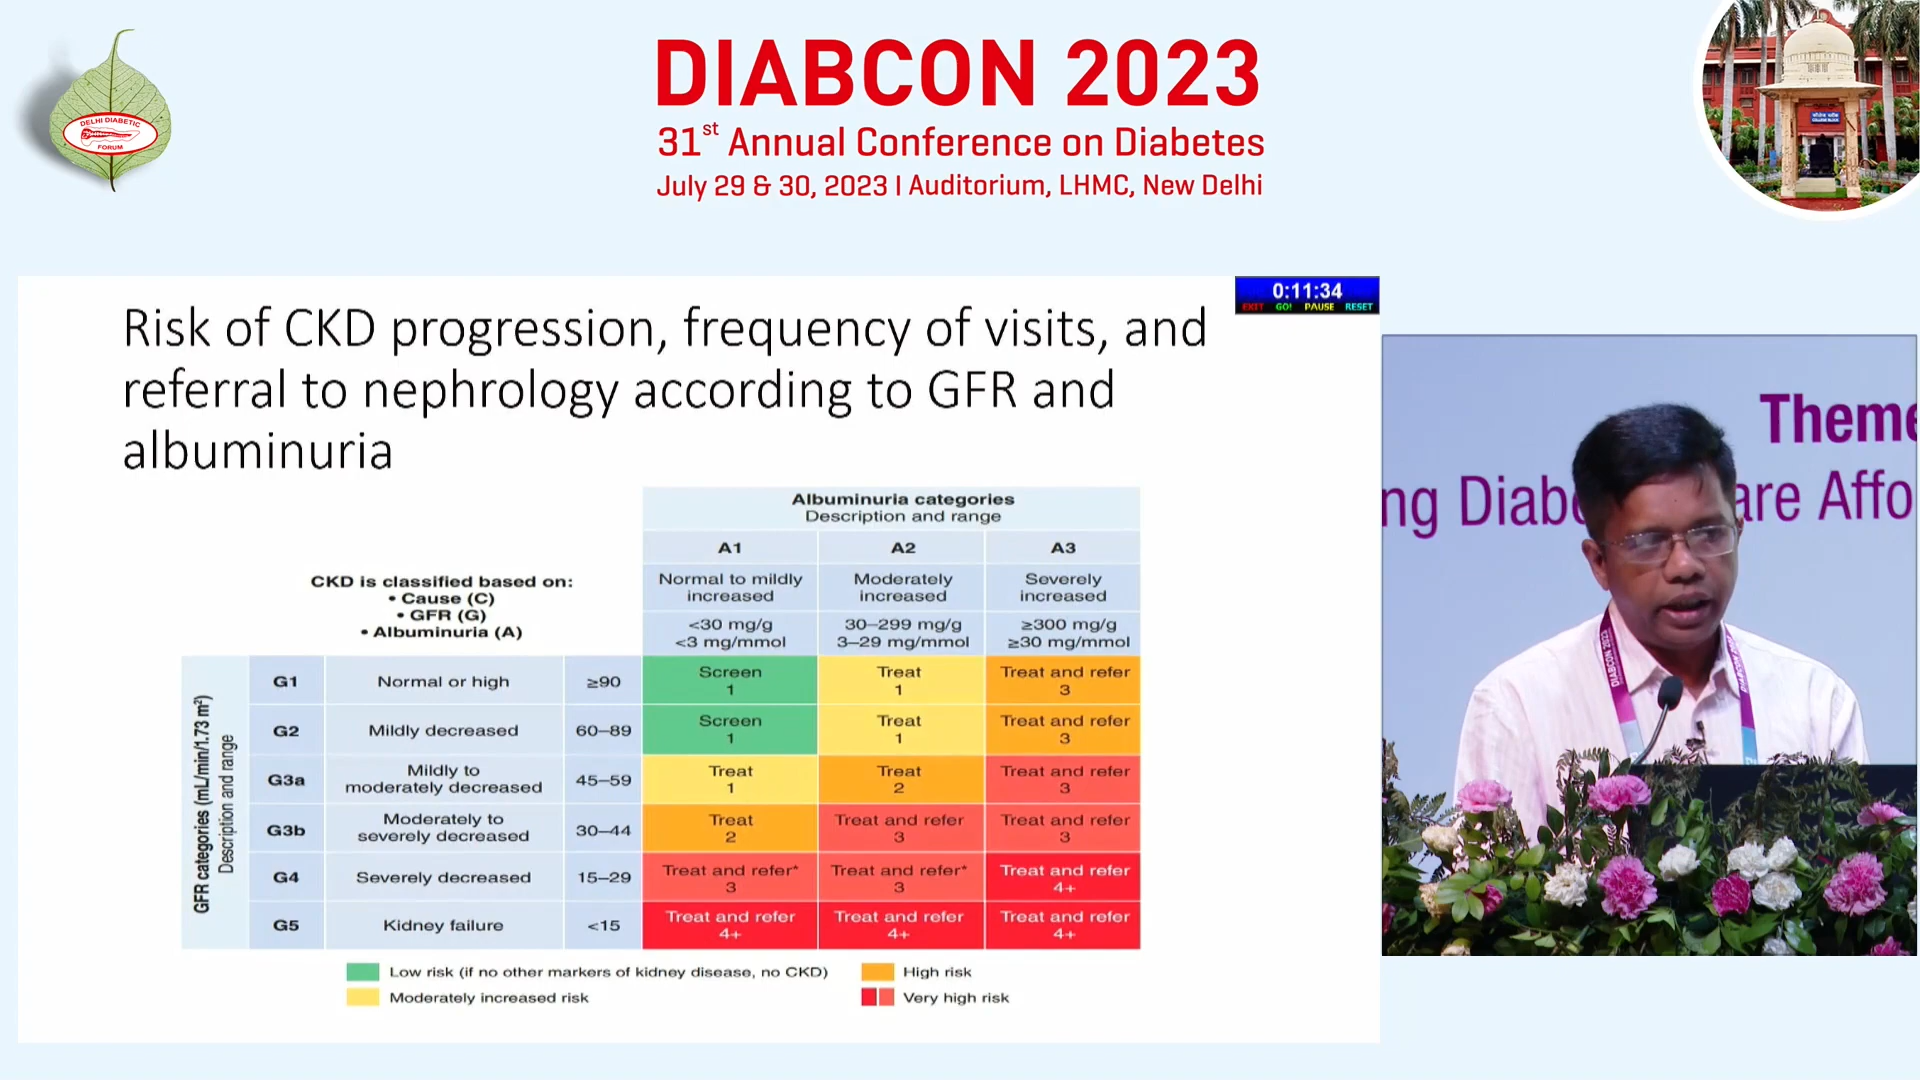 DELHI DIABETIC
FORUM
DIABCON 2023
31st Annual Conference on Diabetes
July 29 & 30, 2023 | Auditorium, LHMC, New Delhi
0:11:34
EXIT GO! PAUSE RESET
Risk of CKD progression, frequency of visits, and
referral to nephrology according to GFR and
albuminuria
CKD is classified based on:
• Cause (C)
• GFR (G)
• Albuminuria (A)
Albuminuria categories
Description and range
A1 A2 A3
Normal to mildly increased Moderately increased Severely increased
<30 mg/g 30–299 mg/g ≥300 mg/g
<3 mg/mmol 3–29 mg/mmol ≥30 mg/mmol
GFR categories (mL/min/1.73 m²)
Description and range
G1 Normal or high ≥90 Screen 1 Treat 1 Treat and refer 3
G2 Mildly decreased 60–89 Screen 1 Treat 1 Treat and refer 3
G3a Mildly to moderately decreased 45–59 Treat 1 Treat 2 Treat and refer 3
G3b Moderately to severely decreased 30–44 Treat 2 Treat and refer 3 Treat and refer 3
G4 Severely decreased 15–29 Treat and refer* 3 Treat and refer* 3 Treat and refer 4+
G5 Kidney failure <15 Treat and refer 4+ Treat and refer 4+ Treat and refer 4+
Low risk (if no other markers of kidney disease, no CKD) High risk
Moderately increased risk Very high risk
Theme
ng Diab are Affo
DIABCON 2023